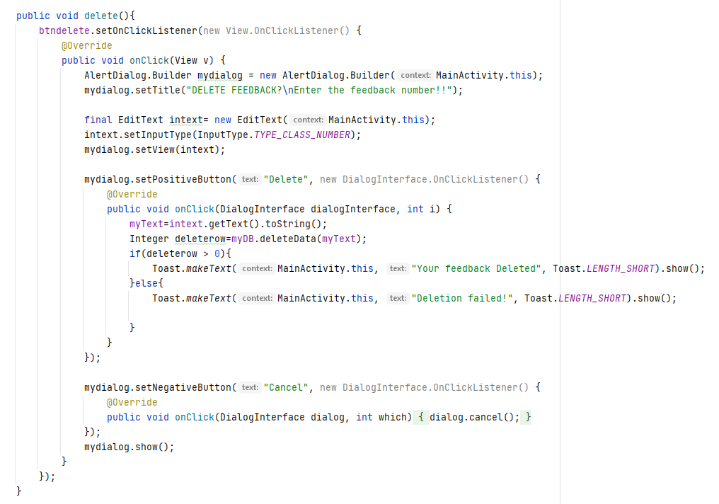 public void delete(){
btndelete.setOnClickListener(new View.OnClickListener() {
@Override
public void onClick(View v) {
AlertDialog.Builder mydialog = new AlertDialog.Builder( context: MainActivity.this);
mydialog.setTitle("DELETE FEEDBACK?\nEnter the feedback number!!");
final EditText intext= new EditText( context: MainActivity.this);
intext.setInputType(InputType.TYPE_CLASS_NUMBER);
mydialog.setView(intext);
mydialog.setPositiveButton( text: "Delete", new DialogInterface.OnClickListener() {
@Override
public void onClick(DialogInterface dialogInterface, int i) {
myText=intext.getText().toString();
Integer deleterow=myDB.deleteData(myText);
if(deleterow > 0){
Toast.makeText( context: MainActivity.this, text: "Your feedback Deleted", Toast.LENGTH_SHORT).show();
}else{
Toast.makeText( context: MainActivity.this, text: "Deletion failed!", Toast.LENGTH_SHORT).show();
}
}
});
mydialog.setNegativeButton( text: "Cancel", new DialogInterface.OnClickListener() {
@Override
public void onClick(DialogInterface dialog, int which) { dialog.cancel(); }
});
mydialog.show();
}
});
}